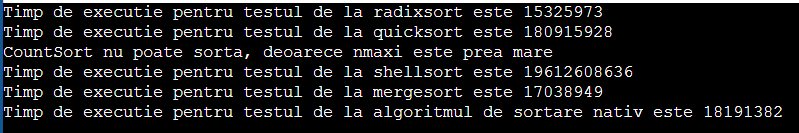 Timp de executie pentru testul de la radixsort este 15325973
Timp de executie pentru testul de la quicksort este 180915928
CountSort nu poate sorta, deoarece nmaxi este prea mare
Timp de executie pentru testul de la shellsort este 19612608636
Timp de executie pentru testul de la mergesort este 17038949
Timp de executie pentru testul de la algoritmul de sortare nativ este 18191382